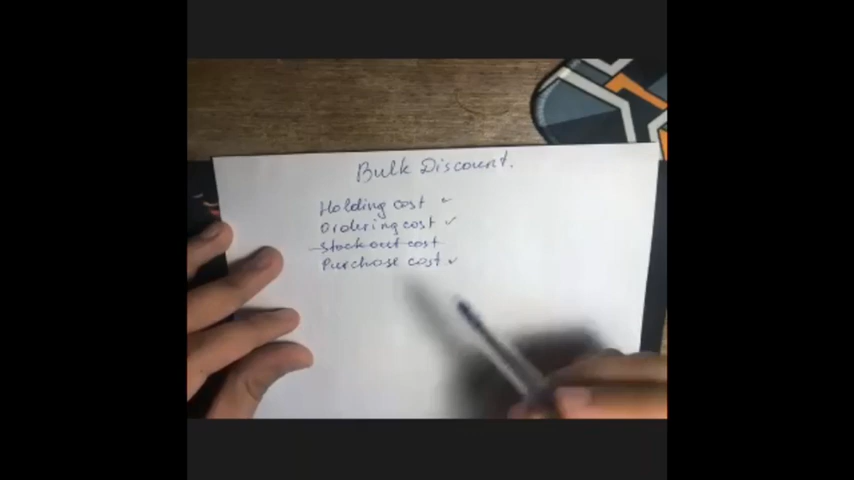 Bulk Discount.
Holding cost ✓
Ordering cost ✓
Stock out cost
Purchase cost ✓